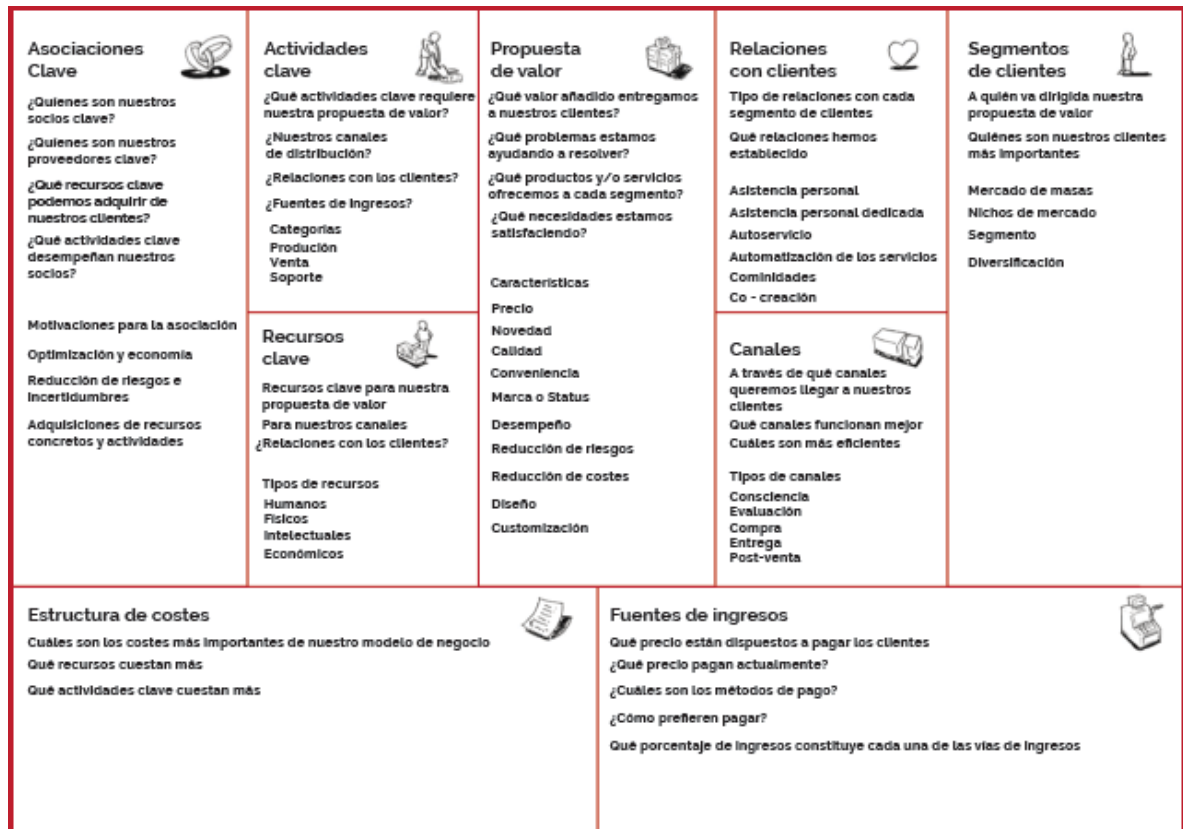 Asociaciones
Clave
¿Quienes son nuestros
socios clave?
¿Quienes son nuestros
proveedores clave?
¿Qué recursos clave
podemos adquirir de
nuestros clientes?
¿Qué actividades clave
desempeñan nuestros
socios?
Motivaciones para la asociación
Optimización y economía
Reducción de riesgos e
incertidumbres
Adquisiciones de recursos
concretos y actividades
Actividades
clave
¿Qué actividades clave requiere
nuestra propuesta de valor?
¿Nuestros canales
de distribución?
¿Relaciones con los clientes?
¿Fuentes de ingresos?
Categorias
Produción
Venta
Soporte
Recursos
clave
Recursos clave para nuestra
propuesta de valor
Para nuestros canales
¿Relaciones con los clientes?
Tipos de recursos
Humanos
Físicos
Intelectuales
Económicos
Propuesta
de valor
¿Qué valor añadido entregamos
a nuestros clientes?
¿Qué problemas estamos
ayudando a resolver?
¿Qué productos y/o servicios
ofrecemos a cada segmento?
¿Qué necesidades estamos
satisfaciendo?
Características
Precio
Novedad
Calidad
Conveniencia
Marca o Status
Desempeño
Reducción de riesgos
Reducción de costes
Diseño
Customización
Relaciones
con clientes
Tipo de relaciones con cada
segmento de clientes
Qué relaciones hemos
establecido
Asistencia personal
Asistencia personal dedicada
Autoservicio
Automatización de los servicios
Cominidades
Co - creación
Canales
A través de qué canales
queremos llegar a nuestros
clientes
Qué canales funcionan mejor
Cuáles son más eficientes
Tipos de canales
Consciencia
Evaluación
Compra
Entrega
Post-venta
Segmentos
de clientes
A quién va dirigida nuestra
propuesta de valor
Quiénes son nuestros clientes
más importantes
Mercado de masas
Nichos de mercado
Segmento
Diversificación
Estructura de costes
Cuáles son los costes más importantes de nuestro modelo de negocio
Qué recursos cuestan más
Qué actividades clave cuestan más
Fuentes de ingresos
Qué precio están dispuestos a pagar los clientes
¿Qué precio pagan actualmente?
¿Cuáles son los métodos de pago?
¿Cómo prefieren pagar?
Qué porcentaje de ingresos constituye cada una de las vías de ingresos